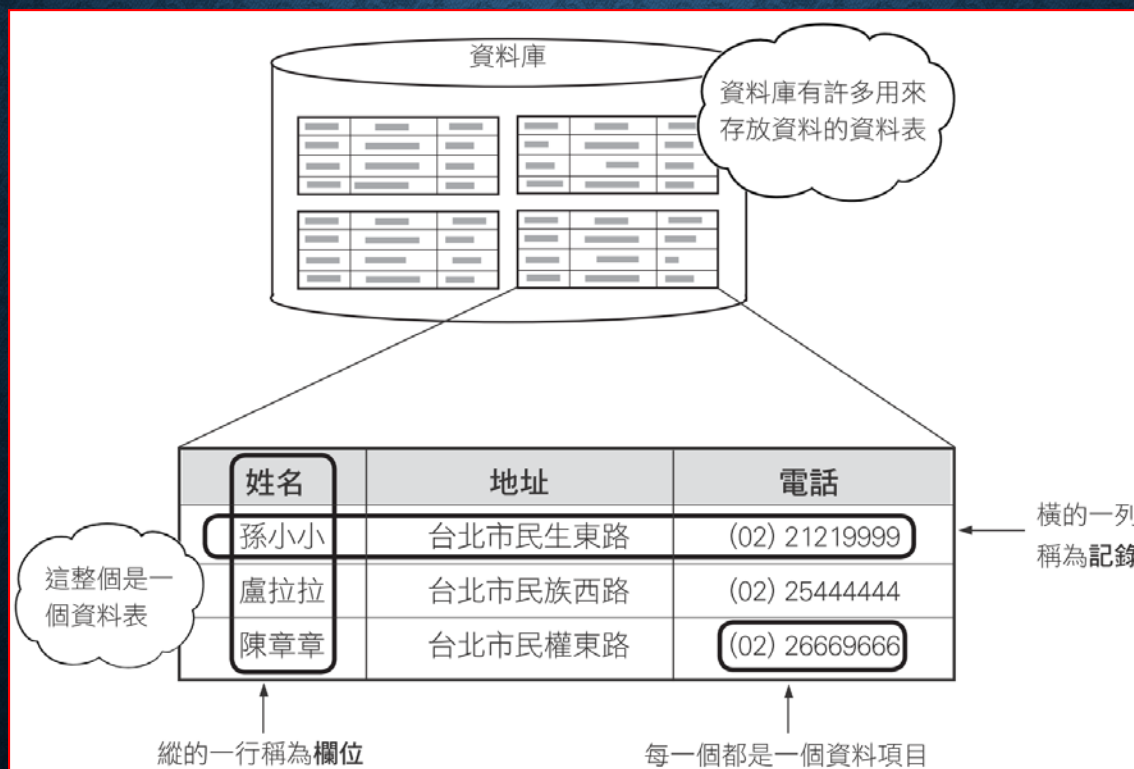 資料庫
資料庫有許多用來
存放資料的資料表
姓名 地址 電話
孫小小 台北市民生東路 (02) 21219999
盧拉拉 台北市民族西路 (02) 25444444
陳章章 台北市民權東路 (02) 26669666
橫的一列
稱為記錄
這整個是一
個資料表
縱的一行稱為欄位
每一個都是一個資料項目